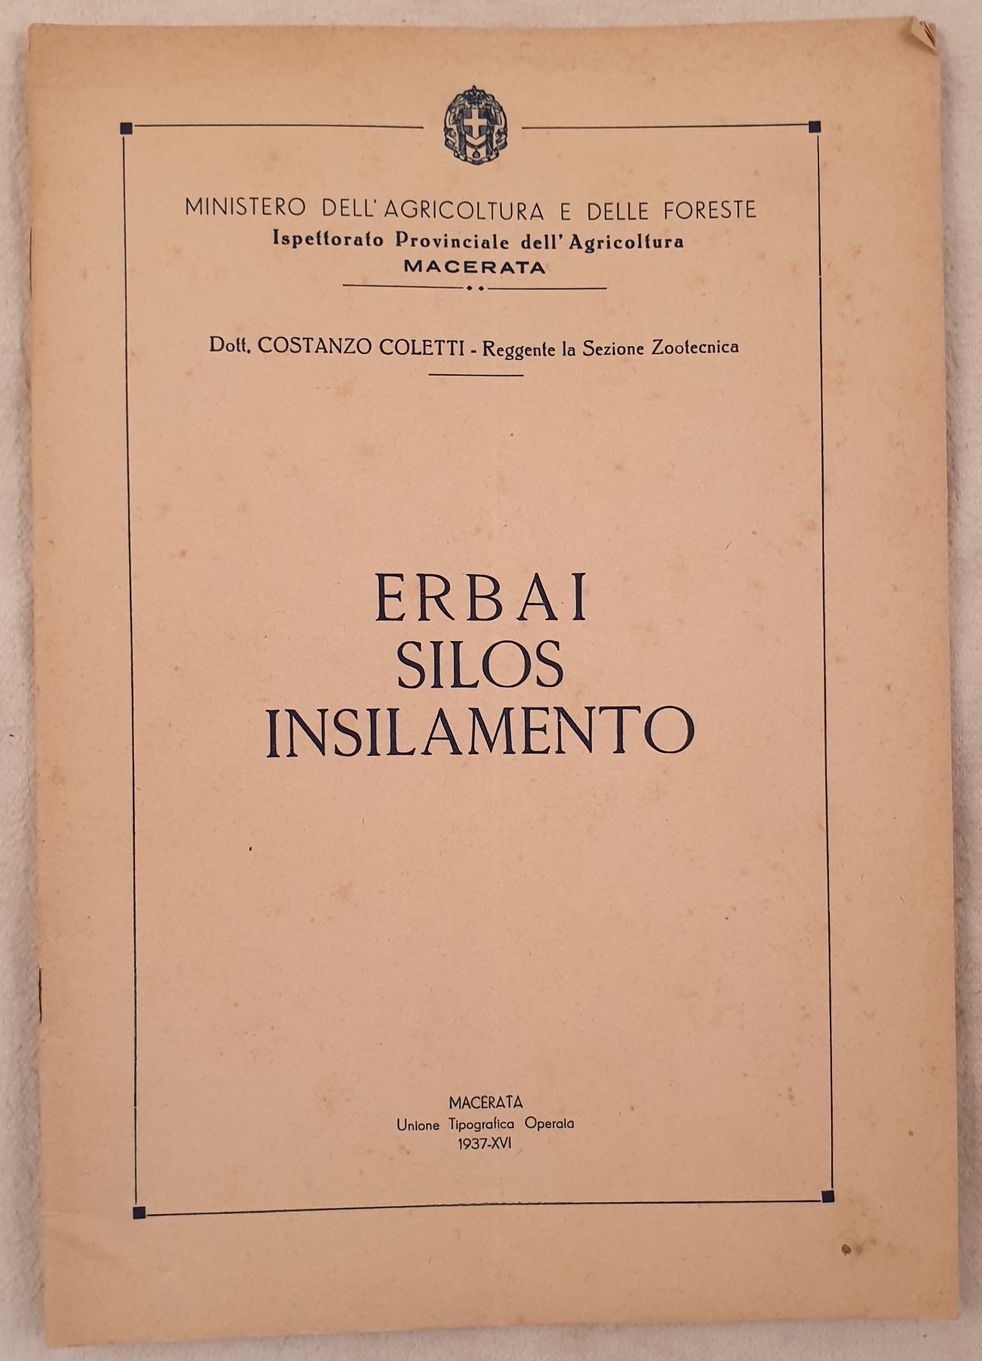 MINISTERO DELL'AGRICOLTURA E DELLE FORESTE
Ispettorato Provinciale dell'Agricoltura
MACERATA
Dott. COSTANZO COLETTI - Reggente la Sezione Zootecnica
ERBAI
SILOS
INSILAMENTO
MACERATA
Unione Tipografica Operaia
1937-XVI